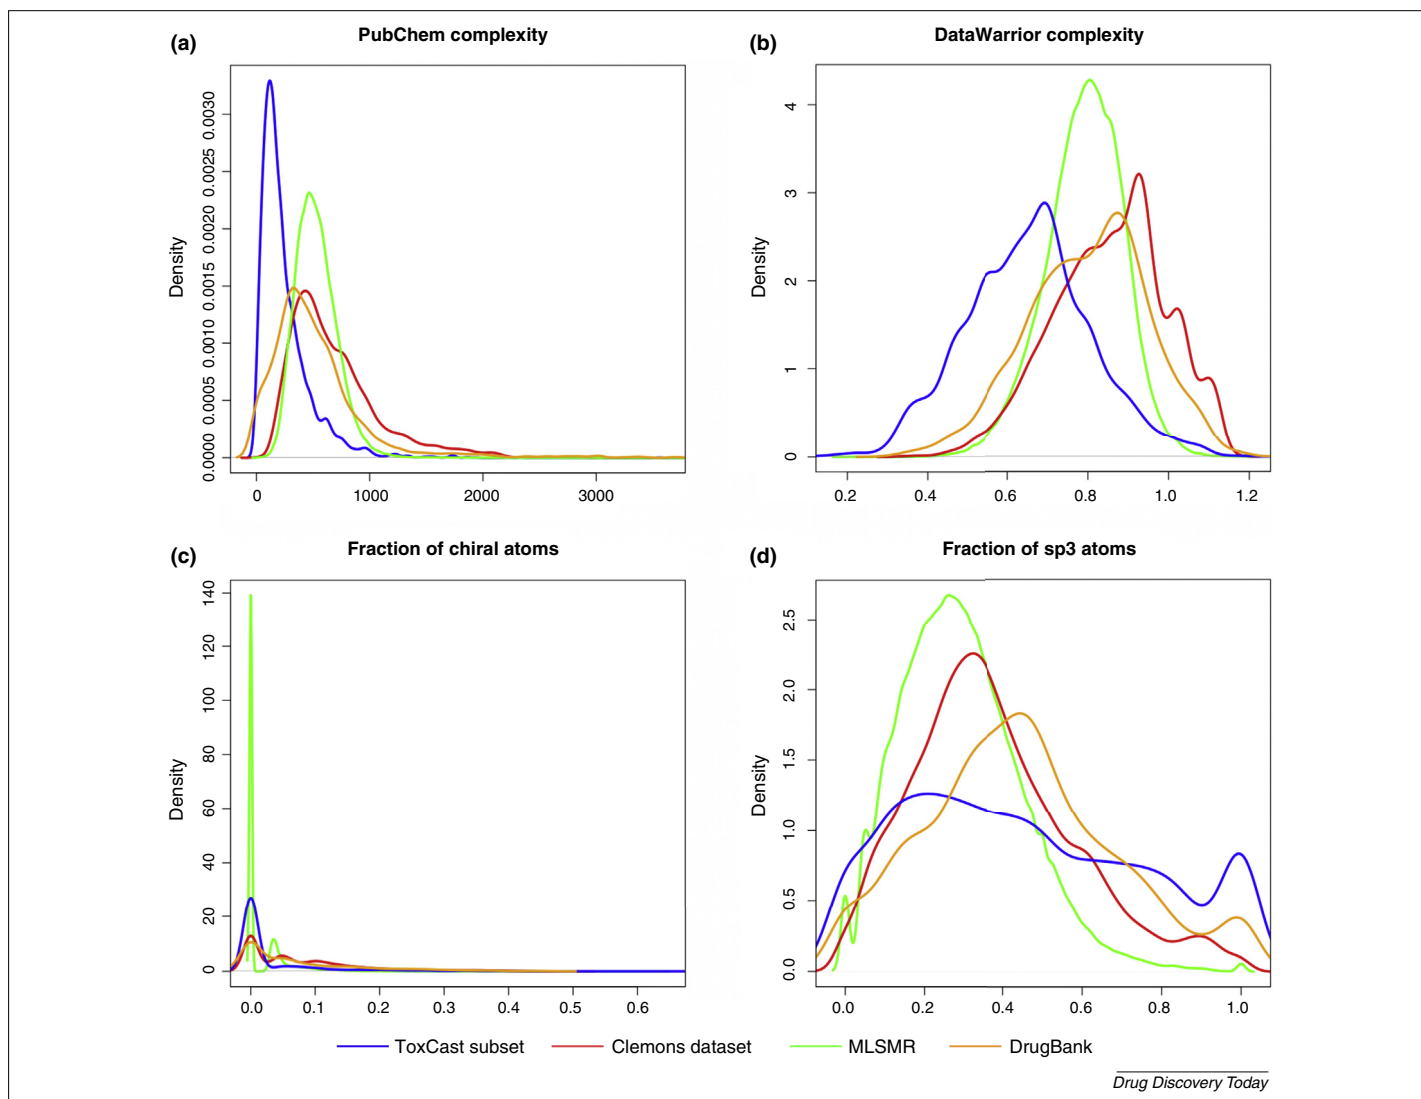 (a) PubChem complexity
Density
0.0000 0.0005 0.0010 0.0015 0.0020 0.0025 0.0030
0 1000 2000 3000
(b) DataWarrior complexity
Density
0 1 2 3 4
0.2 0.4 0.6 0.8 1.0 1.2
(c) Fraction of chiral atoms
Density
0 20 40 60 80 100 120 140
0.0 0.1 0.2 0.3 0.4 0.5 0.6
(d) Fraction of sp3 atoms
Density
0.0 0.5 1.0 1.5 2.0 2.5
0.0 0.2 0.4 0.6 0.8 1.0
ToxCast subset Clemons dataset MLSMR DrugBank
Drug Discovery Today